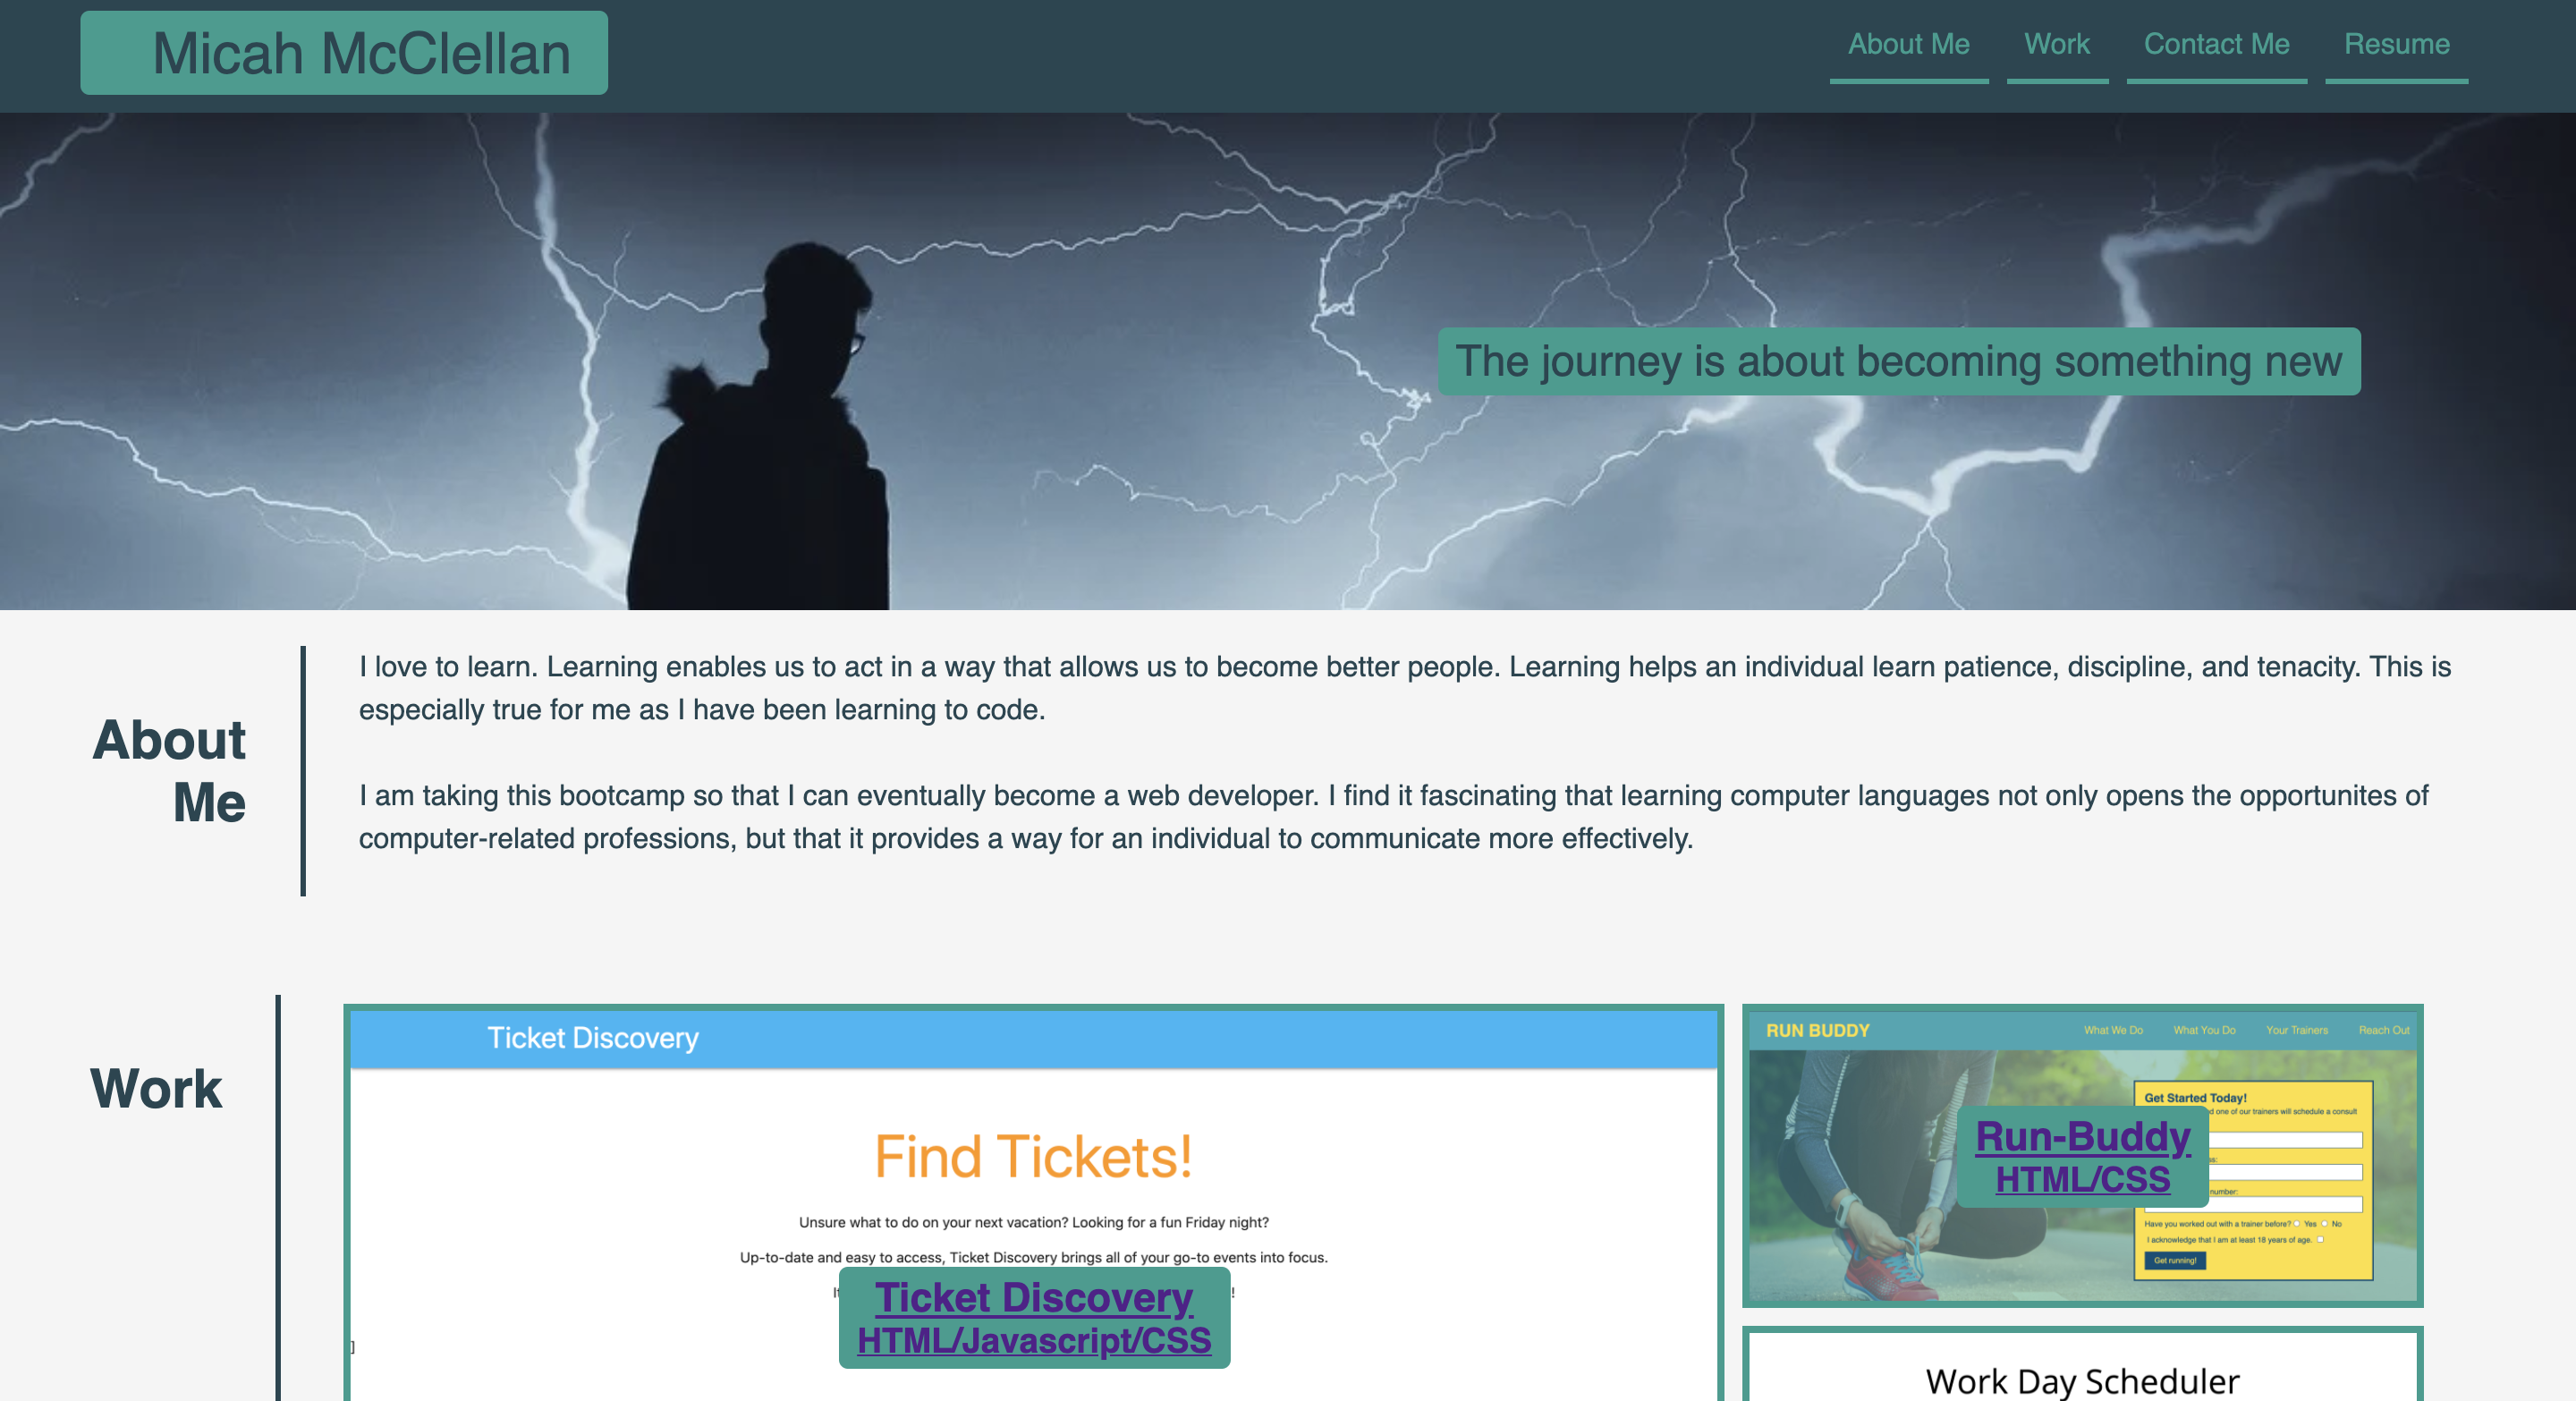 Micah McClellan
About Me Work Contact Me Resume
The journey is about becoming something new
About
Me
I love to learn. Learning enables us to act in a way that allows us to become better people. Learning helps an individual learn patience, discipline, and tenacity. This is
especially true for me as I have been learning to code.
I am taking this bootcamp so that I can eventually become a web developer. I find it fascinating that learning computer languages not only opens the opportunites of
computer-related professions, but that it provides a way for an individual to communicate more effectively.
Work
Ticket Discovery
Find Tickets!
Unsure what to do on your next vacation? Looking for a fun Friday night?
Up-to-date and easy to access, Ticket Discovery brings all of your go-to events into focus.
!
Ticket Discovery
HTML/Javascript/CSS
]
RUN BUDDY
What We Do What You Do Your Trainers Reach Out
Get Started Today!
one of our trainers will schedule a consult
Run-Buddy
HTML/CSS
number:
Have you worked out with a trainer before? Yes No
I acknowledge that I am at least 18 years of age.
Get running!
Work Day Scheduler